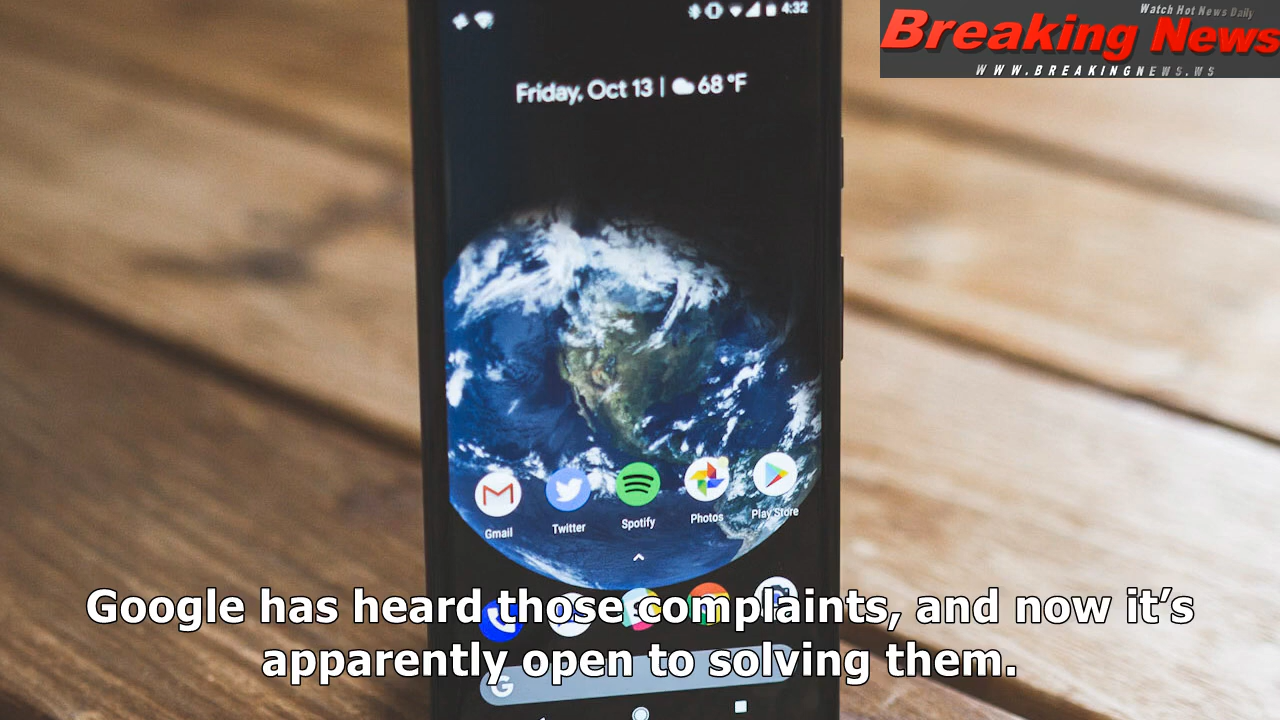 4:32
Watch Hot News Daily
Breaking News
WWW.BREAKINGNEWS.WS
Friday, Oct 13 | 68 °F
Gmail
Twitter
Spotify
Photos
Play Store
Google has heard those complaints, and now it’s
apparently open to solving them.
G